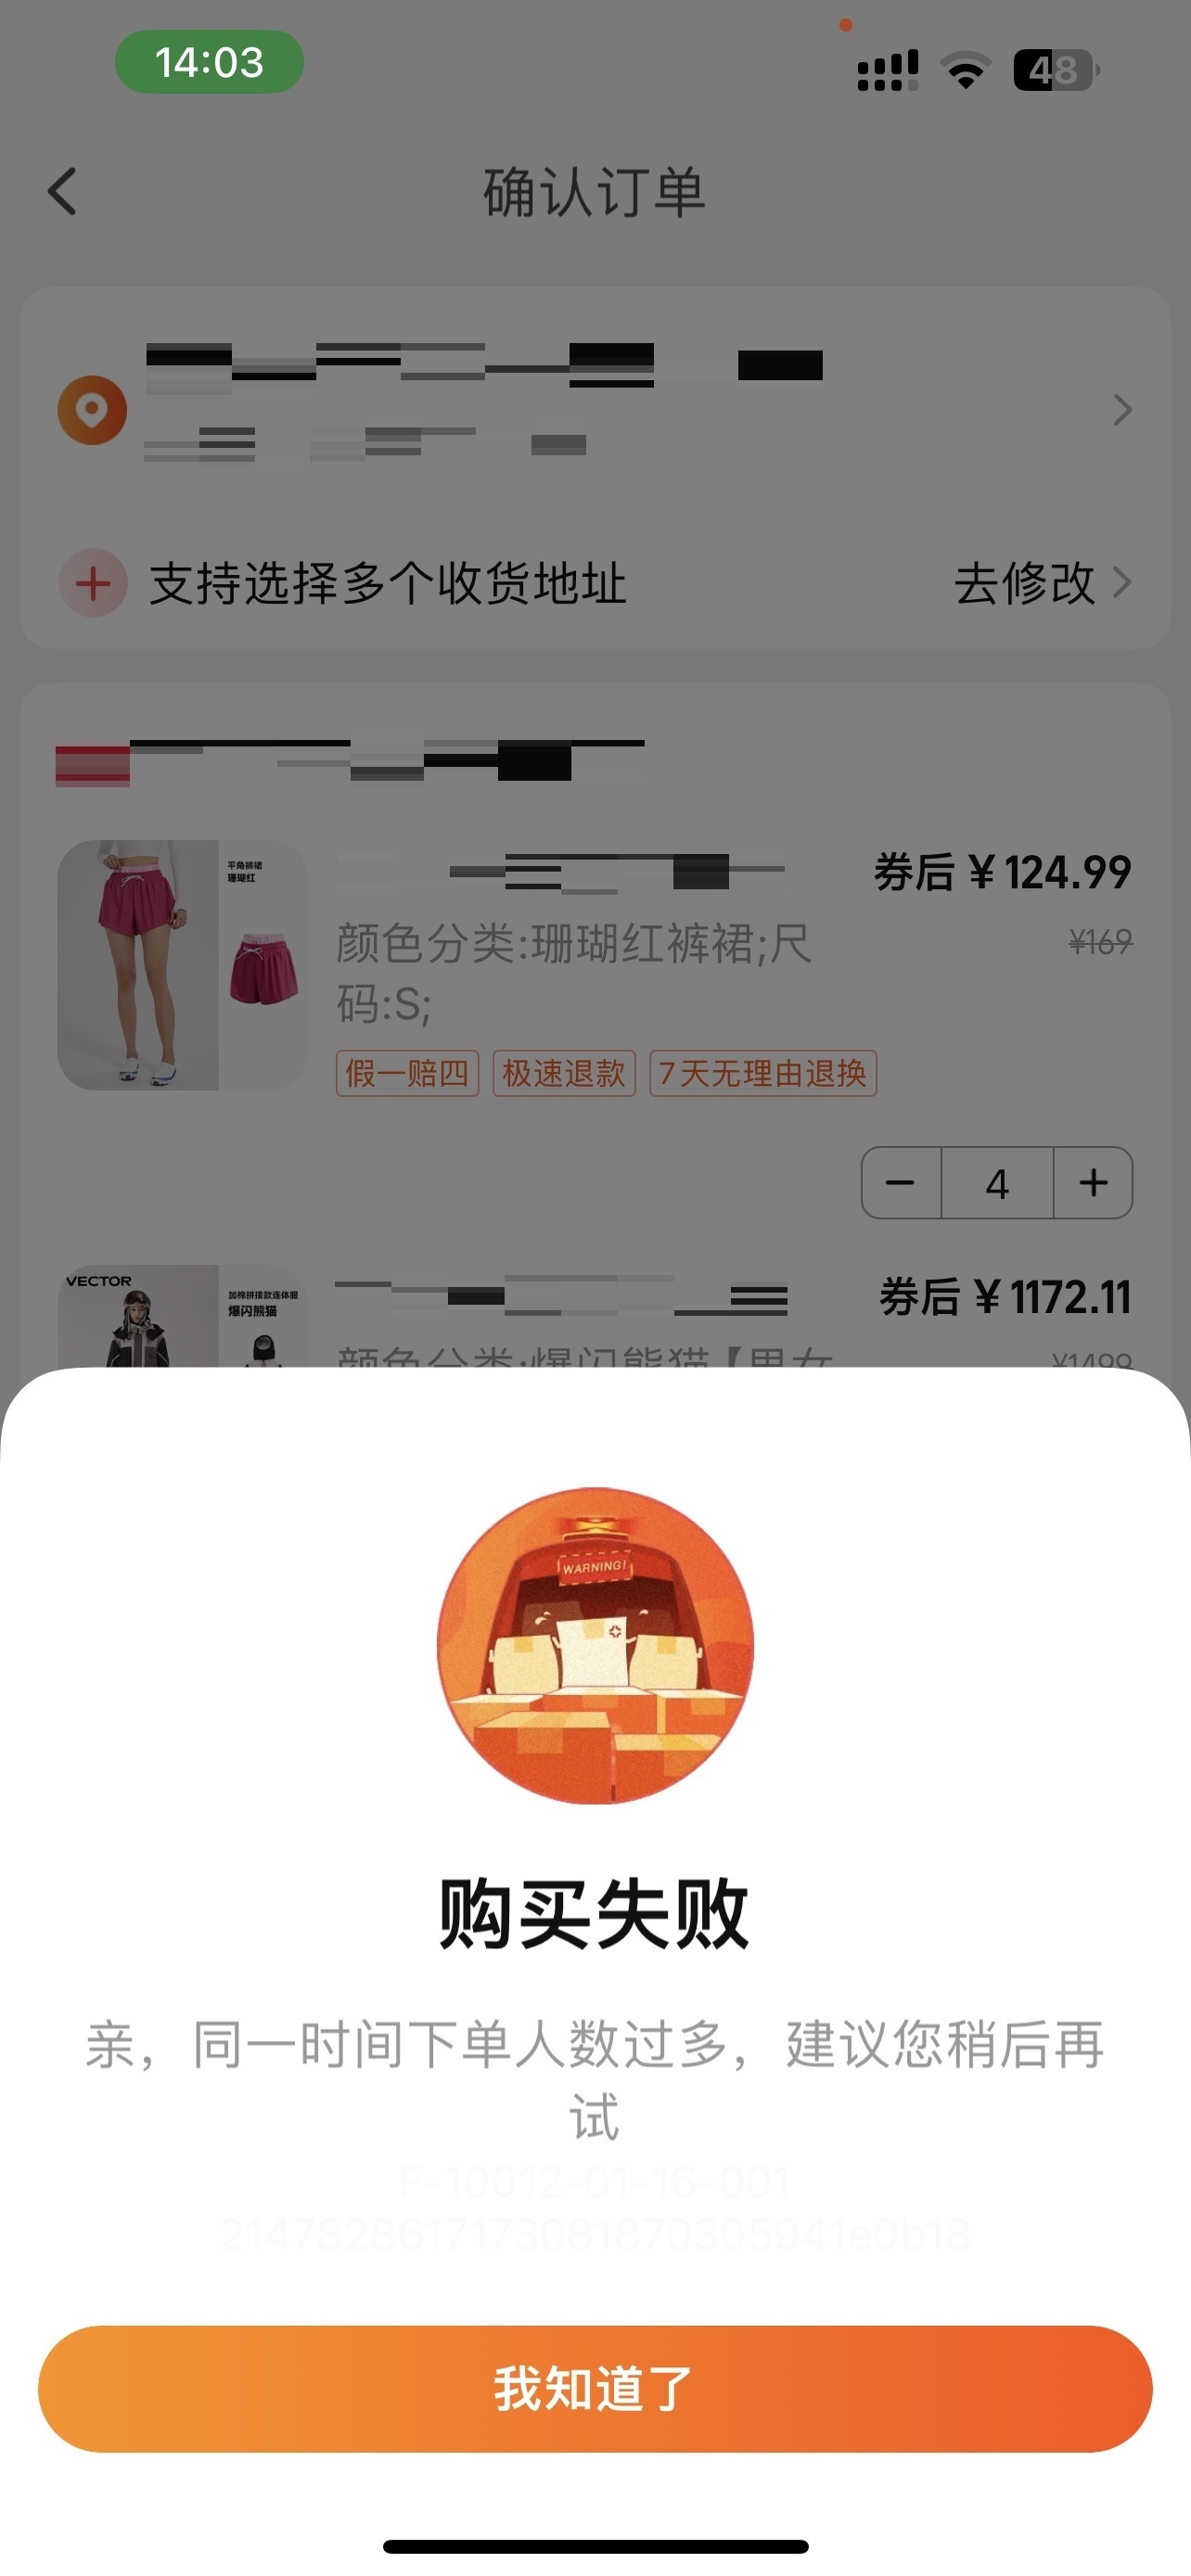 14:03
48
确认订单
支持选择多个收货地址
去修改
平角裤裙
珊瑚红
券后 ¥ 124.99
颜色分类:珊瑚红裤裙;尺
¥169
码:S;
假一赔四 极速退款 7天无理由退换
4
VECTOR
加棉拼接款连体服
爆闪熊猫
券后 ¥ 1172.11
颜色分类:爆闪熊猫【男女
¥1499
WARNING!
购买失败
亲，同一时间下单人数过多，建议您稍后再
试
F-10012-01-16-001
2147828617173081870305941e0b18
我知道了